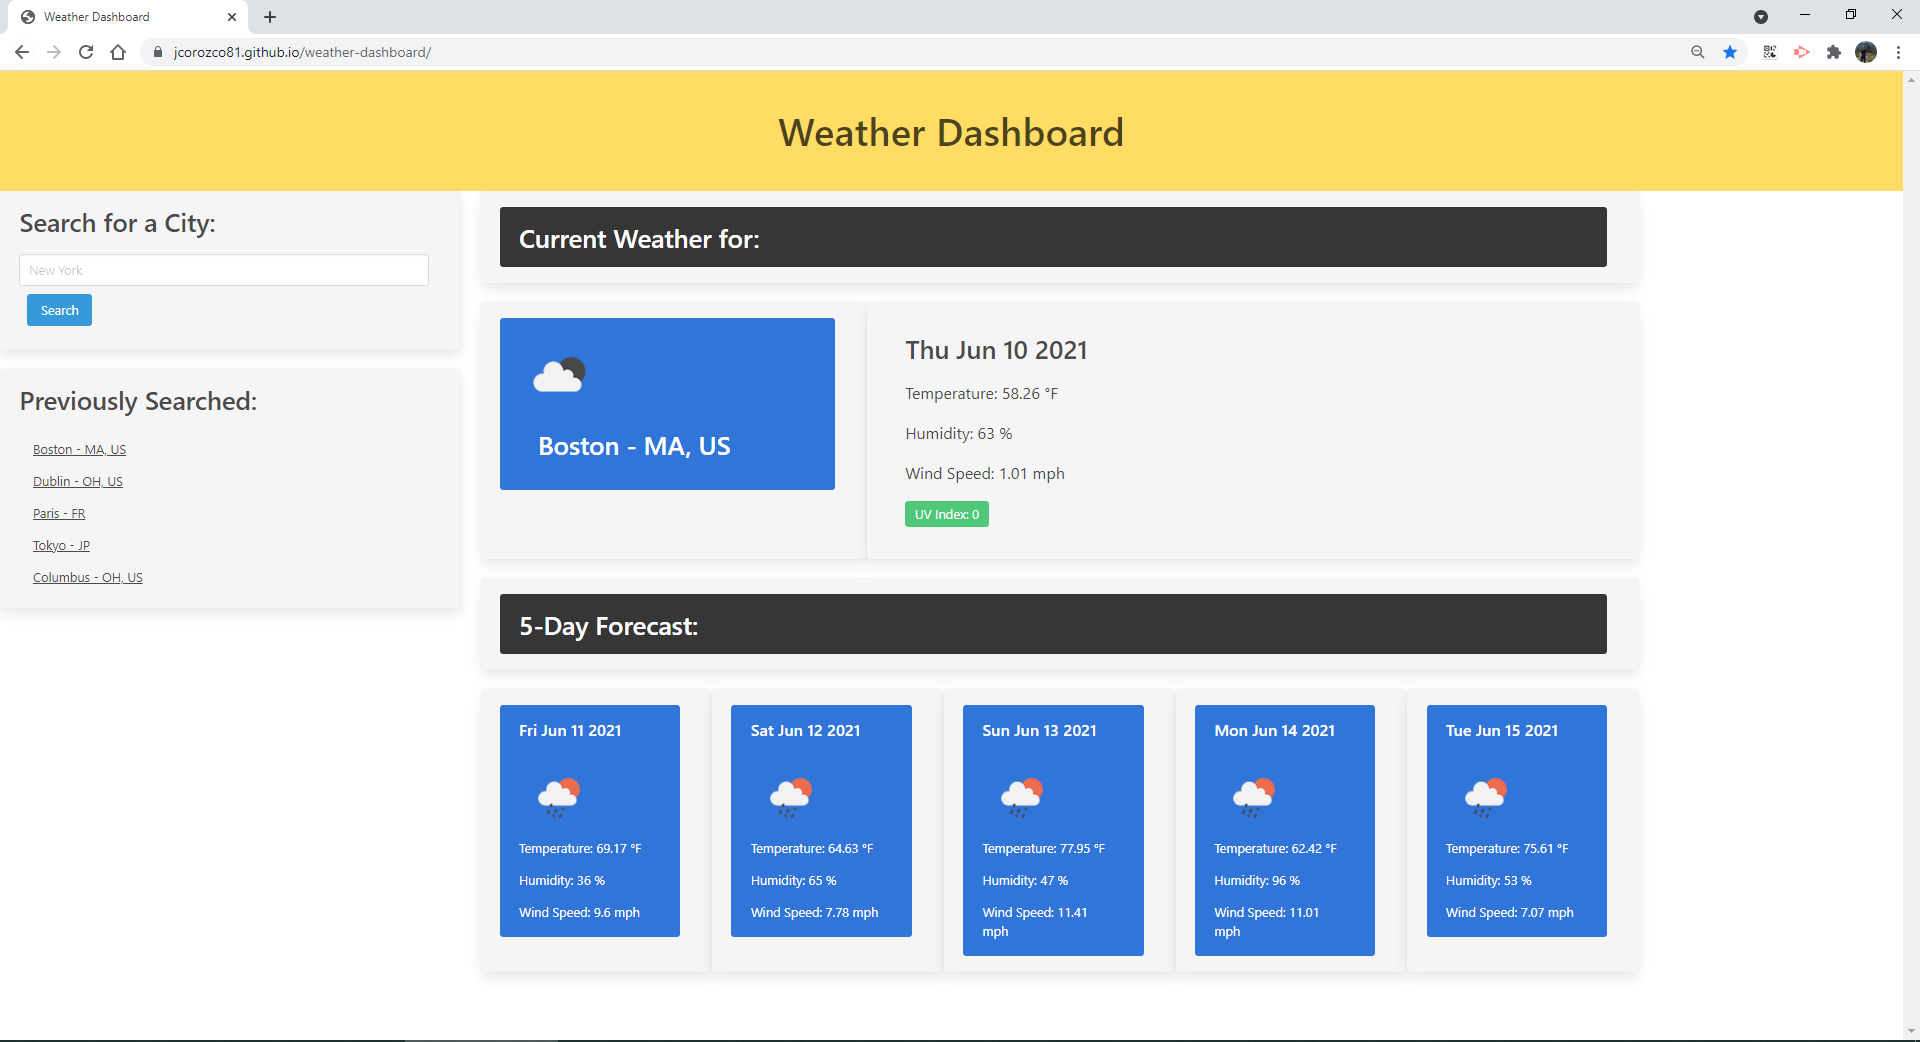 Weather Dashboard
jcorozco81.github.io/weather-dashboard/
Weather Dashboard
Search for a City:
New York
Search
Previously Searched:
Boston - MA, US
Dublin - OH, US
Paris - FR
Tokyo - JP
Columbus - OH, US
Current Weather for:
Boston - MA, US
Thu Jun 10 2021
Temperature: 58.26 °F
Humidity: 63 %
Wind Speed: 1.01 mph
UV Index: 0
5-Day Forecast:
Fri Jun 11 2021
Temperature: 69.17 °F
Humidity: 36 %
Wind Speed: 9.6 mph
Sat Jun 12 2021
Temperature: 64.63 °F
Humidity: 65 %
Wind Speed: 7.78 mph
Sun Jun 13 2021
Temperature: 77.95 °F
Humidity: 47 %
Wind Speed: 11.41
mph
Mon Jun 14 2021
Temperature: 62.42 °F
Humidity: 96 %
Wind Speed: 11.01
mph
Tue Jun 15 2021
Temperature: 75.61 °F
Humidity: 53 %
Wind Speed: 7.07 mph